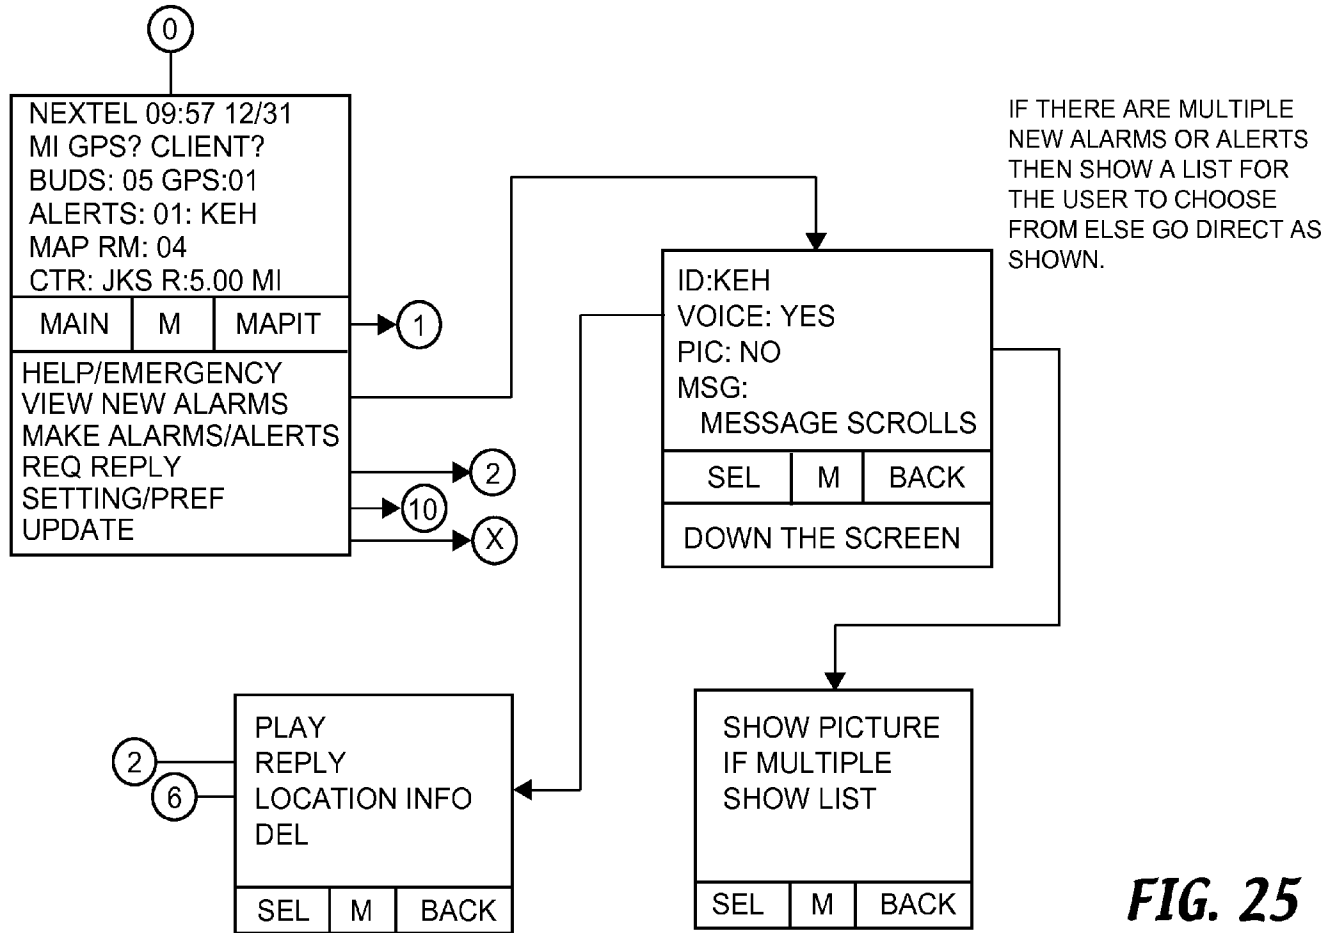 0
NEXTEL 09:57 12/31
MI GPS? CLIENT?
BUDS: 05 GPS:01
ALERTS: 01: KEH
MAP RM: 04
CTR: JKS R:5.00 MI
MAIN M MAPIT
1
HELP/EMERGENCY
VIEW NEW ALARMS
MAKE ALARMS/ALERTS
REQ REPLY
2
SETTING/PREF
10
UPDATE
X
ID:KEH
VOICE: YES
PIC: NO
MSG:
MESSAGE SCROLLS
SEL M BACK
DOWN THE SCREEN
IF THERE ARE MULTIPLE
NEW ALARMS OR ALERTS
THEN SHOW A LIST FOR
THE USER TO CHOOSE
FROM ELSE GO DIRECT AS
SHOWN.
PLAY
2
REPLY
6
LOCATION INFO
DEL
SEL M BACK
SHOW PICTURE
IF MULTIPLE
SHOW LIST
SEL M BACK
FIG. 25